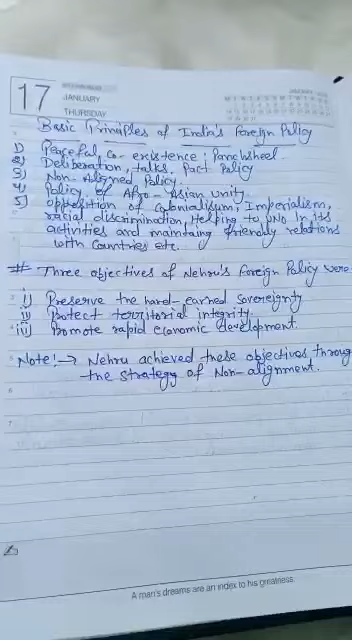 17
JANUARY
THURSDAY
Basic Principles of India's Foreign Policy
1) Peaceful co-existence; Panchsheel
2) Deliberation, talks, Pact Policy
3) Non-Aligned Policy.
4) Policy of Afro-Asian unity
5) opposition of colonialism; Imperialism,
racial discrimination, Helping to UNO in its
activities and maintaing friendly relations
with countries etc.
# Three objectives of Nehru's foreign Policy were
i) Preserve the hard-earned sovereignty
ii) Protect territorial integrity.
iii) Promote rapid economic development.
Note:→ Nehru achieved these objectives throug
the strategy of Non-alignment.
A man's dreams are an index to his greatness.